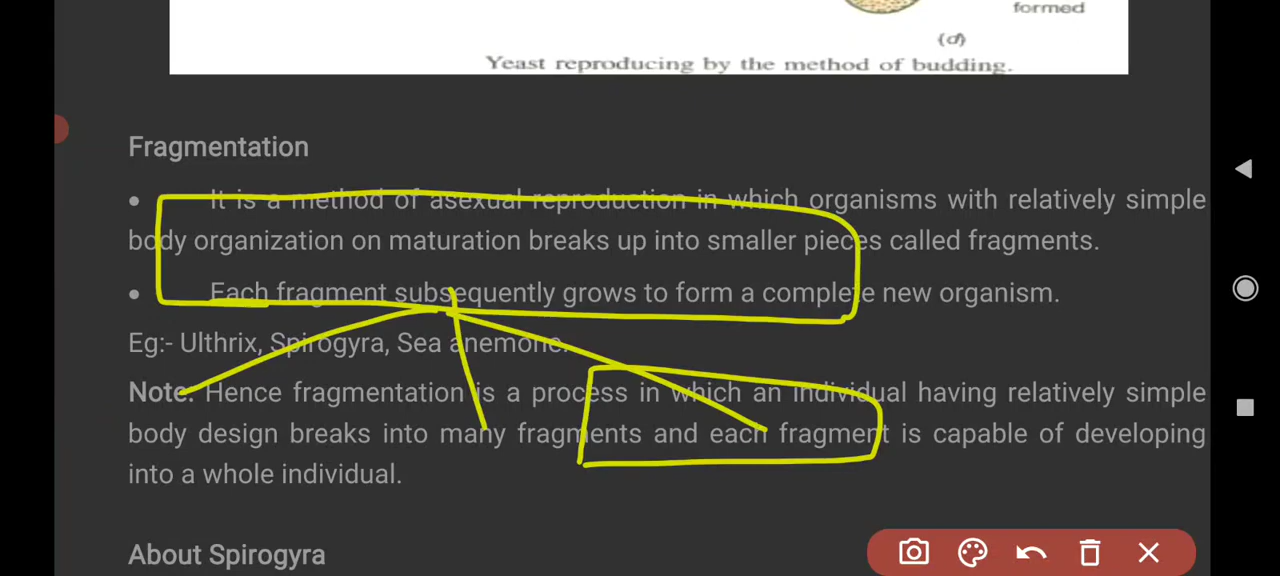 formed
(d)
Yeast reproducing by the method of budding.
Fragmentation
• It is a method of asexual reproduction in which organisms with relatively simple
body organization on maturation breaks up into smaller pieces called fragments.
• Each fragment subsequently grows to form a complete new organism.
Eg:- Ulthrix, Spirogyra, Sea anemone.
Note: Hence fragmentation is a process in which an individual having relatively simple
body design breaks into many fragments and each fragment is capable of developing
into a whole individual.
About Spirogyra